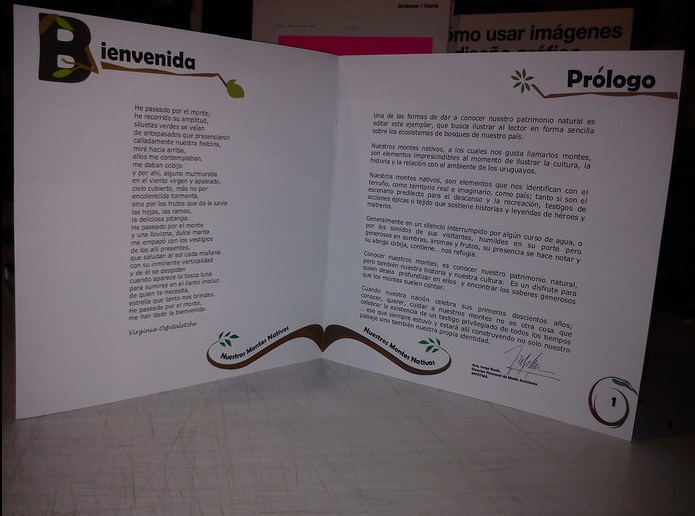 Ambrose / Harris
ómo usar imágenes
diseño gráfico
Bienvenida
He paseado por el monte,
he recorrido su amplitud,
siluetas verdes se veían
de antepasados que presenciaron
calladamente nuestra historia,
miré hacia arriba,
ellos me contemplaban,
me daban cobijo
y por ahí, alguno murmuraba
en el viento virgen y apaleado,
cielo cubierto, más no por
encolerecida tormenta,
sino por los frutos que da la savia
las hojas, las ramas,
la deliciosa pitanga.
He paseado por el monte
y una llovizna, dulce manta
me empapó con los vestigios
de los allí presentes,
que saludan al sol cada mañana
con su inminente verticalidad
y de él se despiden
cuando aparece la tosca luna
para sumirse en el llanto inocuo
de quien te necesita,
estrella que tanto nos brindas.
He paseado por el monte,
me han dado la bienvenida.
Virginia Ospitaletche
Nuestros Montes Nativos
Prólogo
Una de las formas de dar a conocer nuestro patrimonio natural es
editar este ejemplar, que busca ilustrar al lector en forma sencilla
sobre los ecosistemas de bosques de nuestro país.
Nuestros montes nativos, a los cuales nos gusta llamarlos montes,
son elementos imprescindibles al momento de ilustrar la cultura, la
historia y la relación con el ambiente de los uruguayos.
Nuestros montes nativos, son elementos que nos identifican con el
terruño, como territorio real e imaginario, como país; tanto si son el
escenario predilecto para el descanso y la recreación, testigos de
acciones épicas o tejido que sostiene historias y leyendas de héroes y
matreros.
Generalmente en un silencio interrumpido por algún curso de agua, o
por los sonidos de sus visitantes, humildes en su porte pero
generosos en sombras, aromas y frutos, su presencia se hace notar y
su abrigo cobija, contiene... nos refugia.
Conocer nuestros montes, es conocer nuestro patrimonio natural,
pero también nuestra historia y nuestra cultura. Es un disfrute para
quien desea profundizar en ellos y encontrar los saberes generosos
que los montes suelen contar.
Cuando nuestra nación celebra sus primeros doscientos años;
conocer, querer, cuidar a nuestros montes no es otra cosa que
celebrar la existencia de un testigo privilegiado de todos los tiempos
- ese que siempre estuvo y estará allí construyendo no solo nuestro
paisaje sino también nuestra propia identidad.
Nuestros Montes Nativos
Arq. Jorge Rucks
Director Nacional de Medio Ambiente
MVOTMA
1